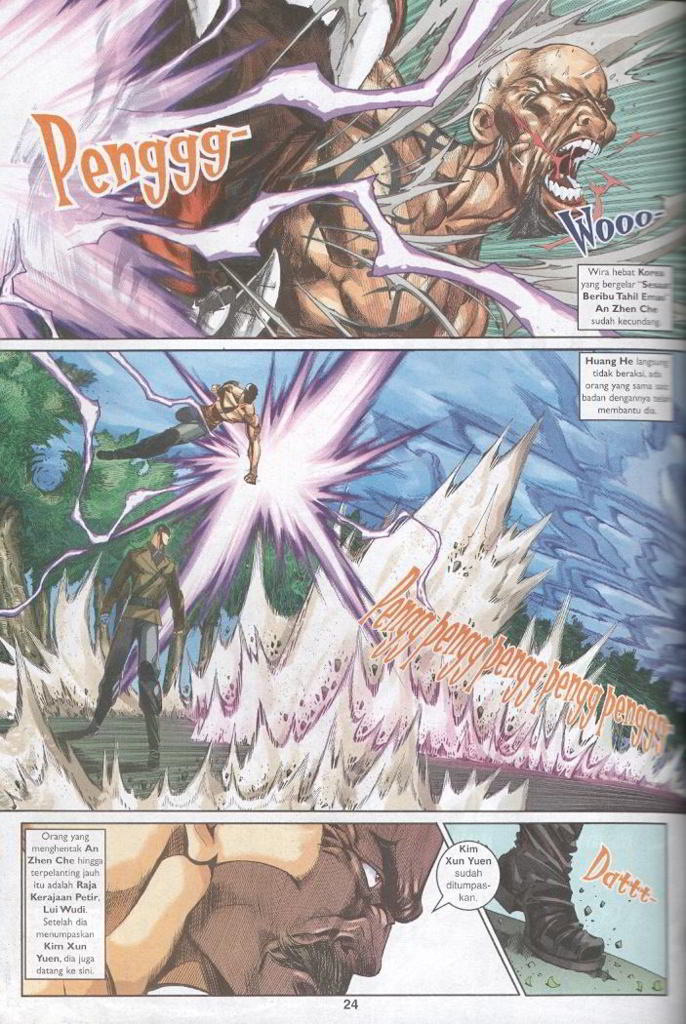 Penggg-
Wooo-
Wira hebat Korea
yang bergelar "Sesuai
Beribu Tahil Emas"
An Zhen Che
sudah kecundang.
Huang He langsung
tidak beraksi, ada
orang yang sama saiz
badan dengannya telah
membantu dia.
Pengg pengg pengg pengg penggg-
Orang yang
menghentak An
Zhen Che hingga
terpelanting jauh
itu adalah Raja
Kerajaan Petir,
Lui Wudi.
Setelah dia
menumpaskan
Kim Xun
Yuen, dia juga
datang ke sini.
Kim
Xun Yuen
sudah
ditumpas-
kan.
Dattt-
24